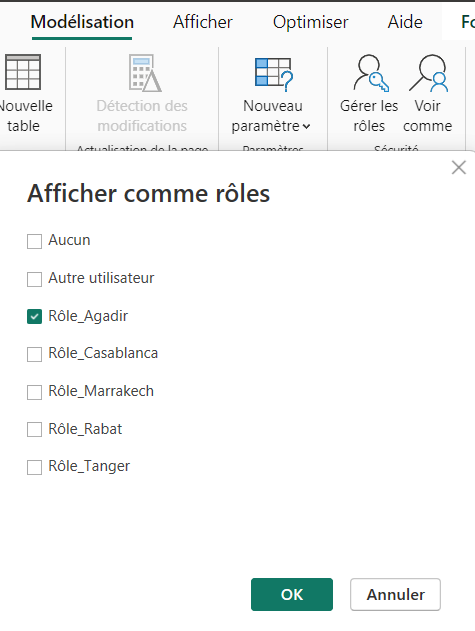 Modélisation Afficher Optimiser Aide
Nouvelle table
Détection des modifications
Nouveau paramètre
Gérer les rôles
Voir comme
Actualisation de la page Paramètres Sécurité
Afficher comme rôles
Aucun
Autre utilisateur
Rôle_Agadir
Rôle_Casablanca
Rôle_Marrakech
Rôle_Rabat
Rôle_Tanger
OK Annuler